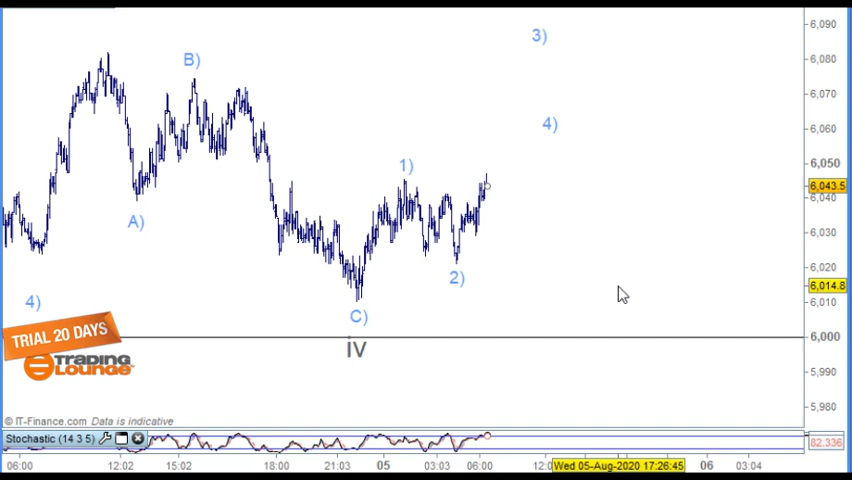 6,090
3)
6,080
B)
6,070
4)
6,060
1)
6,050
6,043.5
6,040
A)
6,030
2)
6,020
6,014.8
4)
6,010
C)
TRIAL 20 DAYS
6,000
IV
TRADING
LOUNGE
5,990
5,980
© IT-Finance.com Data is indicative
Stochastic (14 3 5)
82.336
06:00 12:02 15:02 18:00 21:03 05 03:03 06:00 12:0 Wed 05-Aug-2020 17:26:45 06 03:04